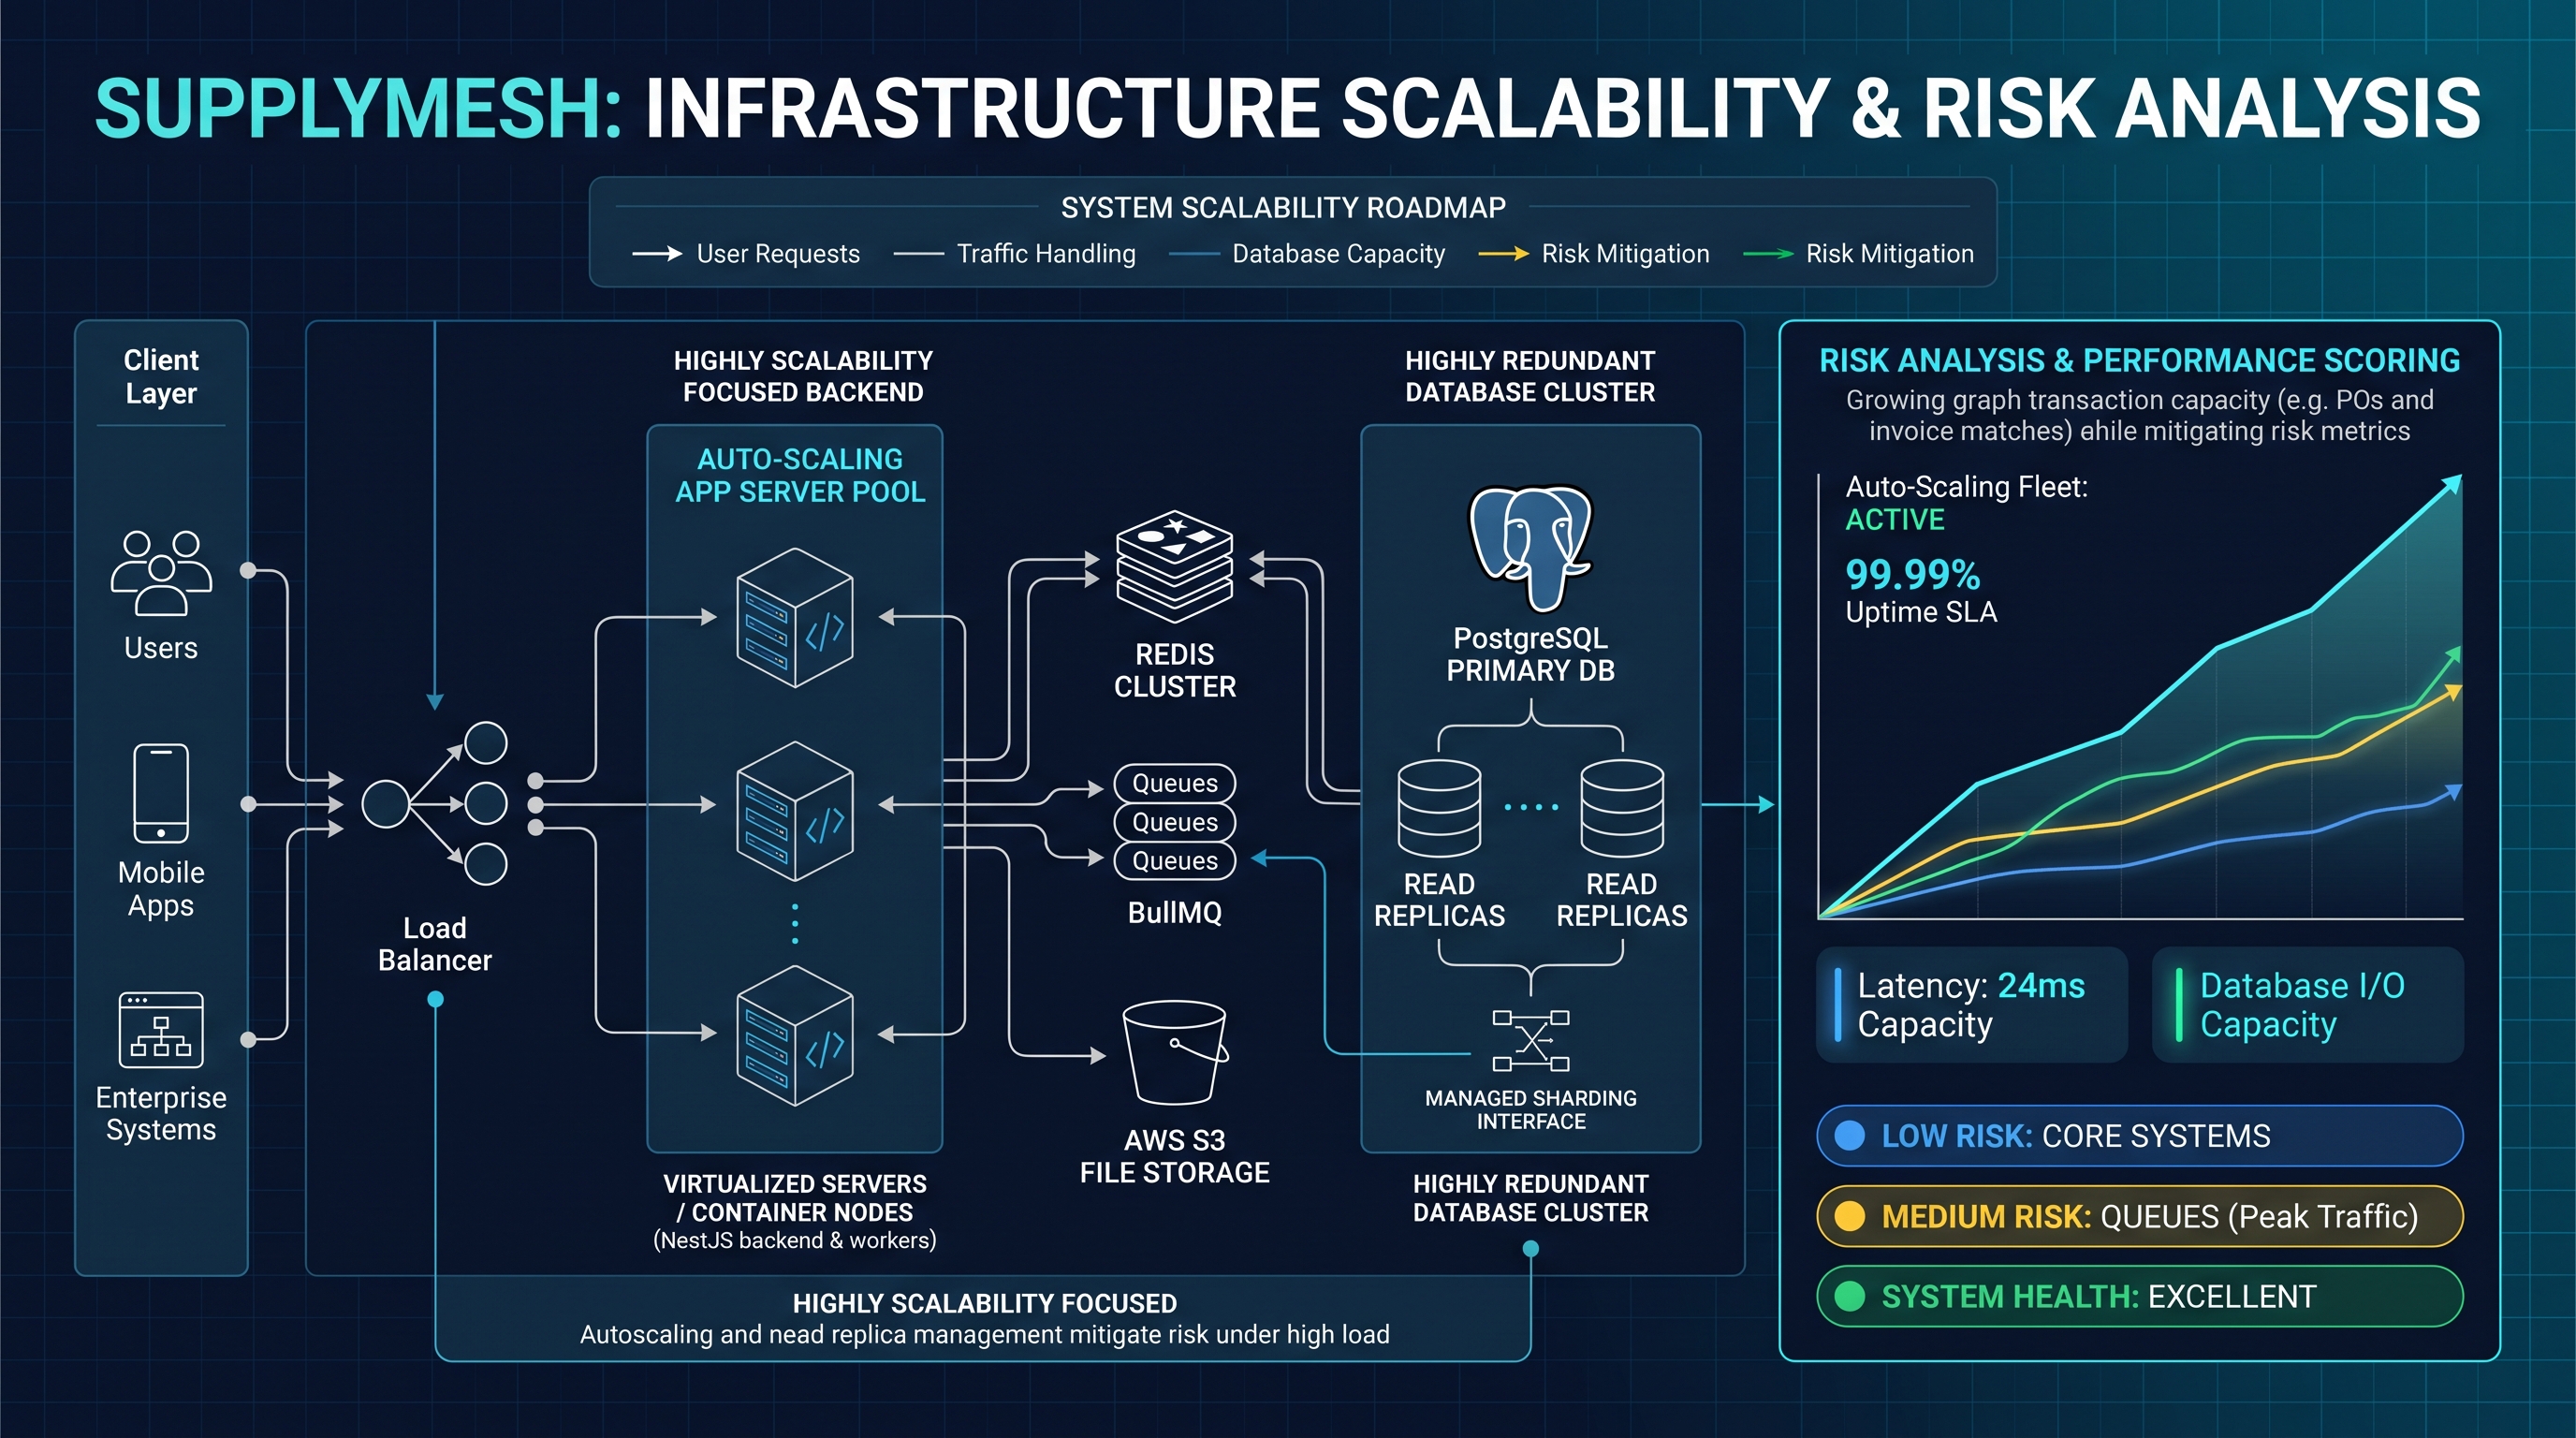 SUPPLYMESH: INFRASTRUCTURE SCALABILITY & RISK ANALYSIS
SYSTEM SCALABILITY ROADMAP
User Requests
Traffic Handling
Database Capacity
Risk Mitigation
Risk Mitigation
Client
Layer
Users
Mobile
Apps
Enterprise
Systems
Load
Balancer
HIGHLY SCALABILITY
FOCUSED BACKEND
AUTO-SCALING
APP SERVER POOL
VIRTUALIZED SERVERS
/ CONTAINER NODES
(NestJS backend & workers)
REDIS
CLUSTER
Queues
Queues
Queues
BullMQ
AWS S3
FILE STORAGE
HIGHLY REDUNDANT
DATABASE CLUSTER
PostgreSQL
PRIMARY DB
READ
REPLICAS
READ
REPLICAS
MANAGED SHARDING
INTERFACE
HIGHLY REDUNDANT
DATABASE CLUSTER
HIGHLY SCALABILITY FOCUSED
Autoscaling and nead replica management mitigate risk under high load
RISK ANALYSIS & PERFORMANCE SCORING
Growing graph transaction capacity (e.g. POs and
invoice matches) əhile mitigating risk metrics
Auto-Scaling Fleet:
ACTIVE
99.99%
Uptime SLA
Latency: 24ms
Capacity
Database I/O
Capacity
LOW RISK: CORE SYSTEMS
MEDIUM RISK: QUEUES (Peak Traffic)
SYSTEM HEALTH: EXCELLENT